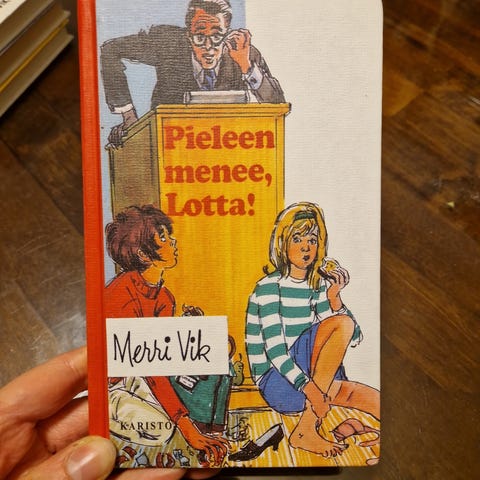 Pieleen
menee,
Lotta!
Merri Vik
KARISTO